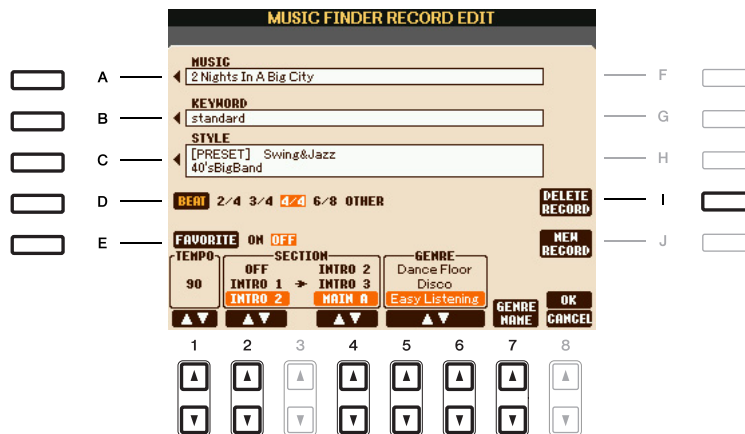 MUSIC FINDER RECORD EDIT
MUSIC
A
2 Nights In A Big City
F
KEYWORD
B
standard
G
STYLE
C
[PRESET] Swing&Jazz
40'sBigBand
H
D
BEAT 2/4 3/4 4/4 6/8 OTHER
DELETE RECORD
I
E
FAVORITE ON OFF
NEW RECORD
J
TEMPO
SECTION
GENRE
OFF INTRO 2 Dance Floor
90 INTRO 1 INTRO 3 Disco
INTRO 2 MAIN A Easy Listening
GENRE NAME
OK
CANCEL
1 2 3 4 5 6 7 8